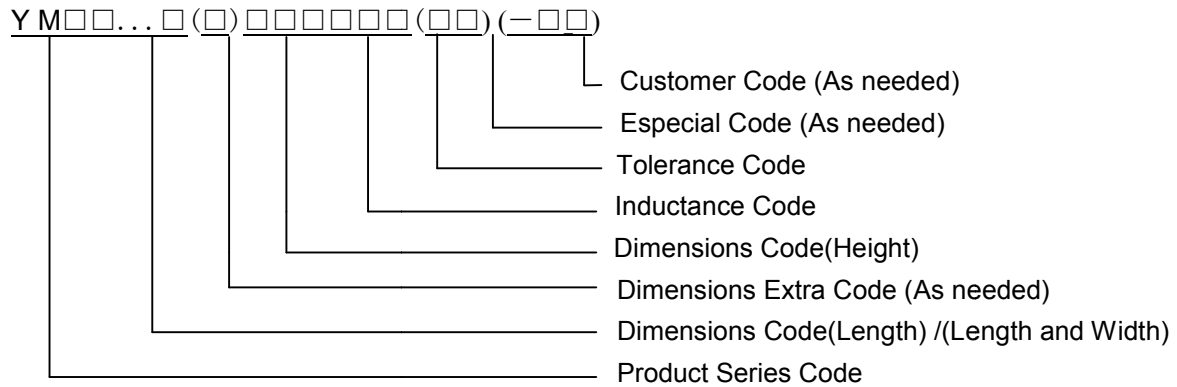 YM□□...□(□)□□□□□□(□□)(－□□)
Customer Code (As needed)
Especial Code (As needed)
Tolerance Code
Inductance Code
Dimensions Code(Height)
Dimensions Extra Code (As needed)
Dimensions Code(Length) /(Length and Width)
Product Series Code